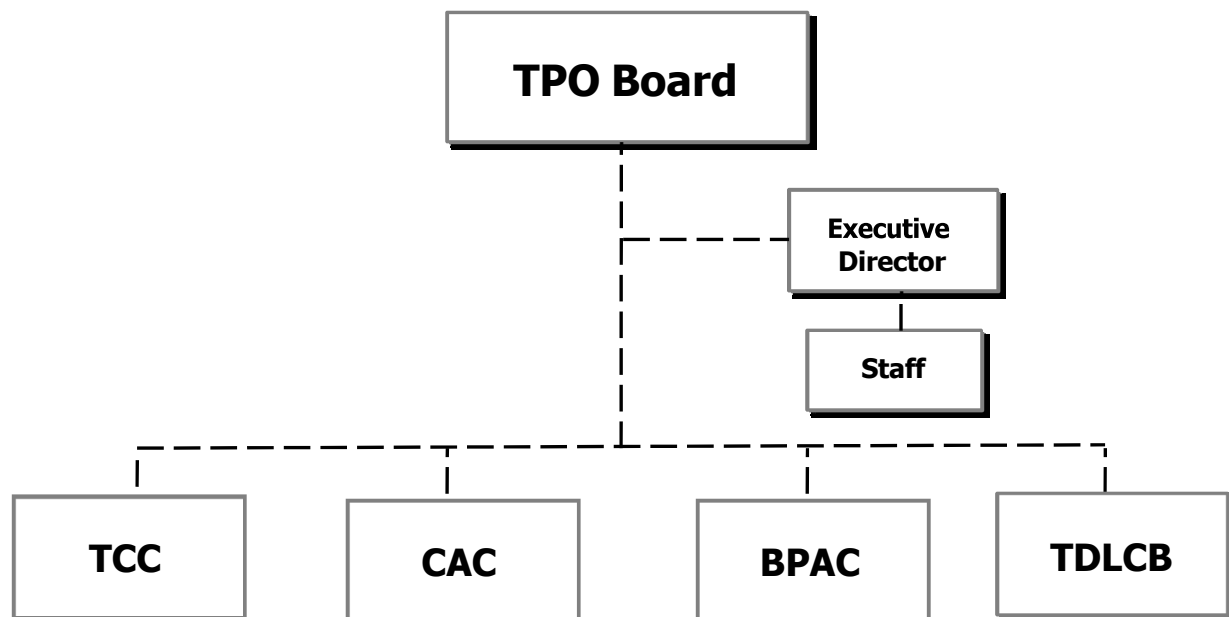 TPO Board
Executive
Director
Staff
TCC
CAC
BPAC
TDLCB